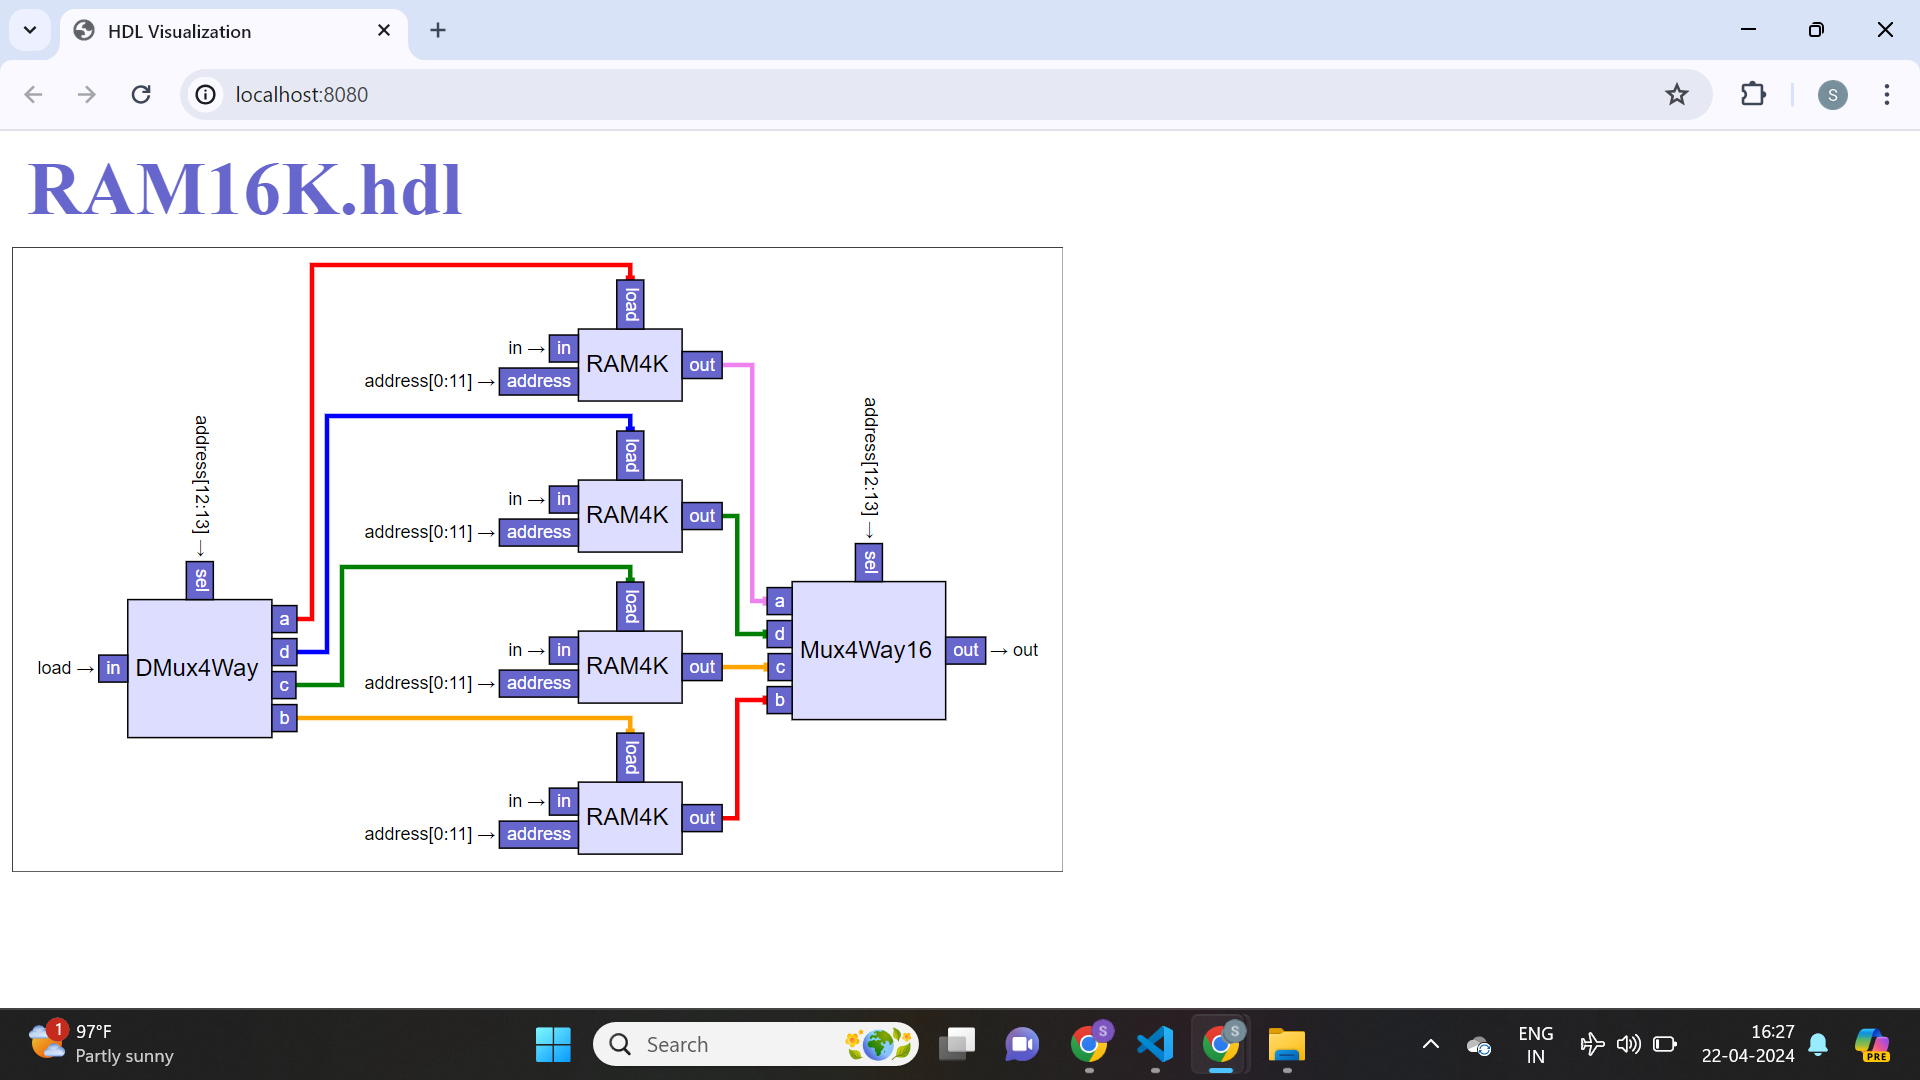 HDL Visualization
localhost:8080
S
RAM16K.hdl
load
in → in
RAM4K
out
address[0:11] → address
load
in → in
RAM4K
out
address[0:11] → address
address[12:13] →
sel
load → in
DMux4Way
a
d
c
b
load
in → in
RAM4K
out
address[0:11] → address
load
in → in
RAM4K
out
address[0:11] → address
address[12:13] →
sel
a
d
c
b
Mux4Way16
out → out
1
97°F
Partly sunny
Search
S
S
ENG
IN
16:27
22-04-2024
PRE